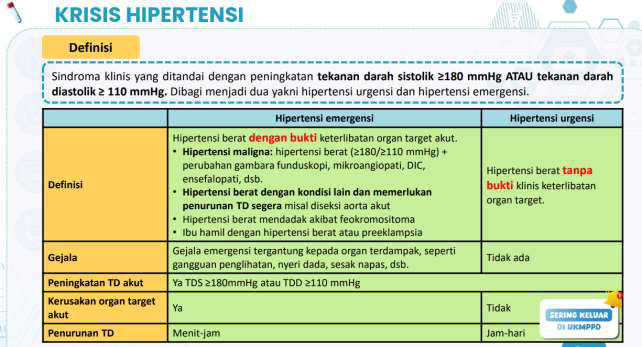 KRISIS HIPERTENSI
Definisi
Sindroma klinis yang ditandai dengan peningkatan tekanan darah sistolik ≥180 mmHg ATAU tekanan darah
diastolik ≥ 110 mmHg. Dibagi menjadi dua yakni hipertensi urgensi dan hipertensi emergensi.
Hipertensi emergensi
Hipertensi urgensi
Definisi
Hipertensi berat dengan bukti keterlibatan organ target akut.
• Hipertensi maligna: hipertensi berat (≥180/≥110 mmHg) +
perubahan gambara funduskopi, mikroangiopati, DIC,
ensefalopati, dsb.
• Hipertensi berat dengan kondisi lain dan memerlukan
penurunan TD segera misal diseksi aorta akut
• Hipertensi berat mendadak akibat feokromositoma
• Ibu hamil dengan hipertensi berat atau preeklampsia
Hipertensi berat tanpa
bukti klinis keterlibatan
organ target.
Gejala
Gejala emergensi tergantung kepada organ terdampak, seperti
gangguan penglihatan, nyeri dada, sesak napas, dsb.
Tidak ada
Peningkatan TD akut
Ya TDS ≥180mmHg atau TDD ≥110 mmHg
Kerusakan organ target
akut
Ya
Tidak
Penurunan TD
Menit-jam
Jam-hari
SERING KELUAR
DI UKMPPD